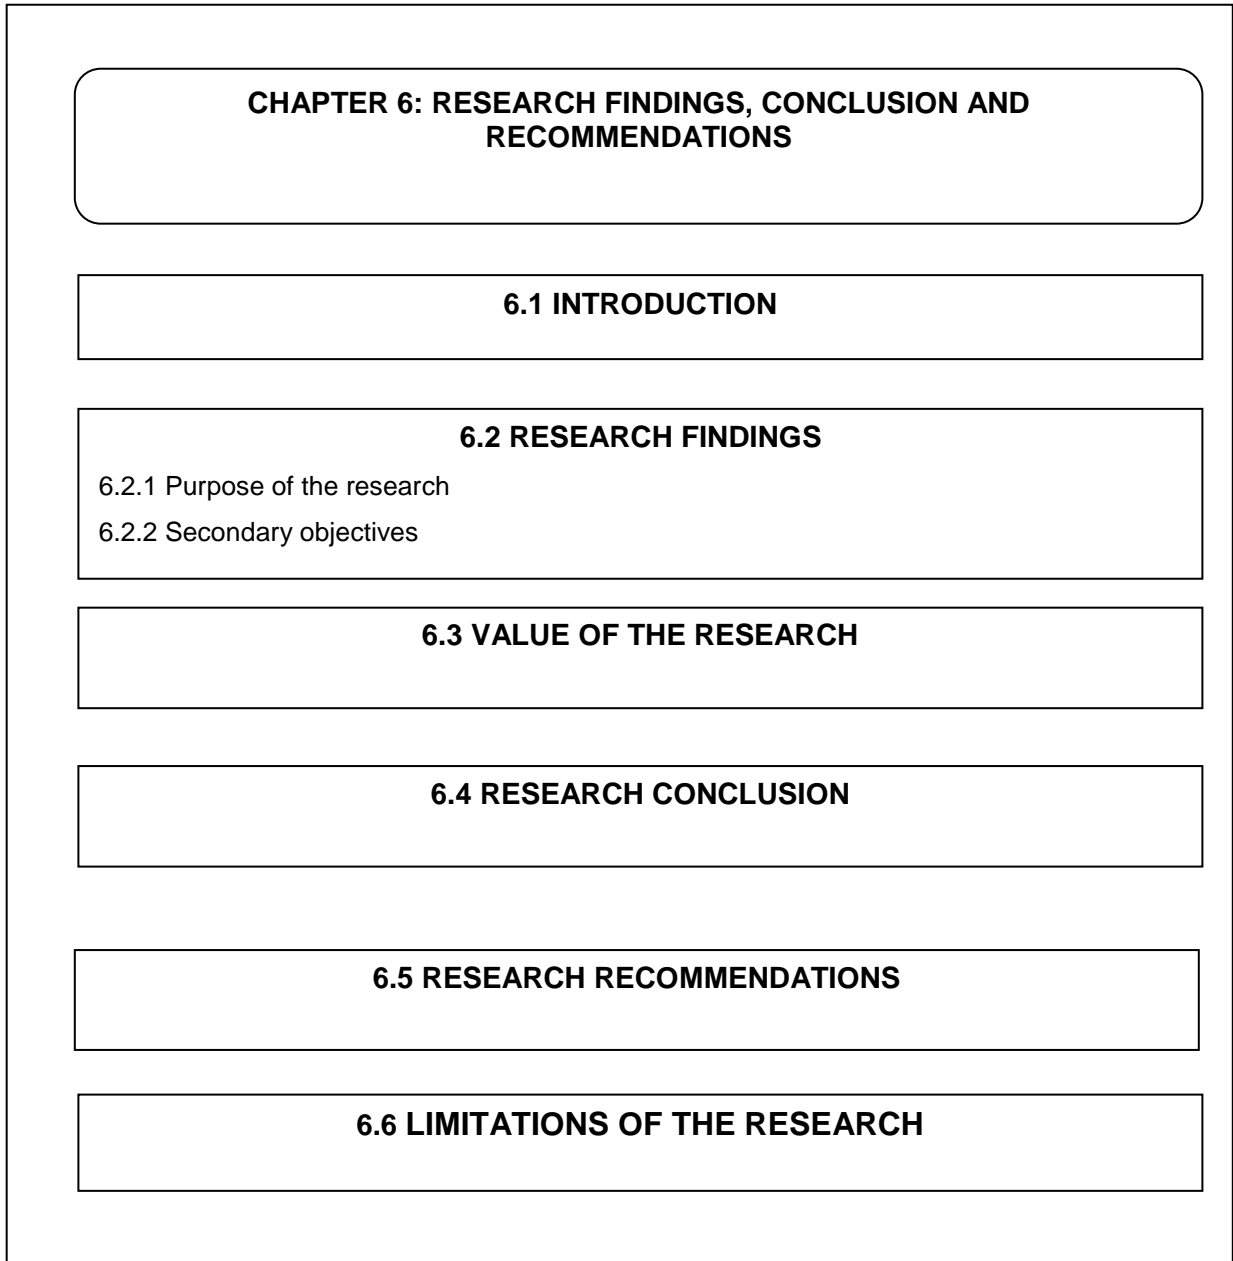 CHAPTER 6: RESEARCH FINDINGS, CONCLUSION AND
RECOMMENDATIONS
6.1 INTRODUCTION
6.2 RESEARCH FINDINGS
6.2.1 Purpose of the research
6.2.2 Secondary objectives
6.3 VALUE OF THE RESEARCH
6.4 RESEARCH CONCLUSION
6.5 RESEARCH RECOMMENDATIONS
6.6 LIMITATIONS OF THE RESEARCH